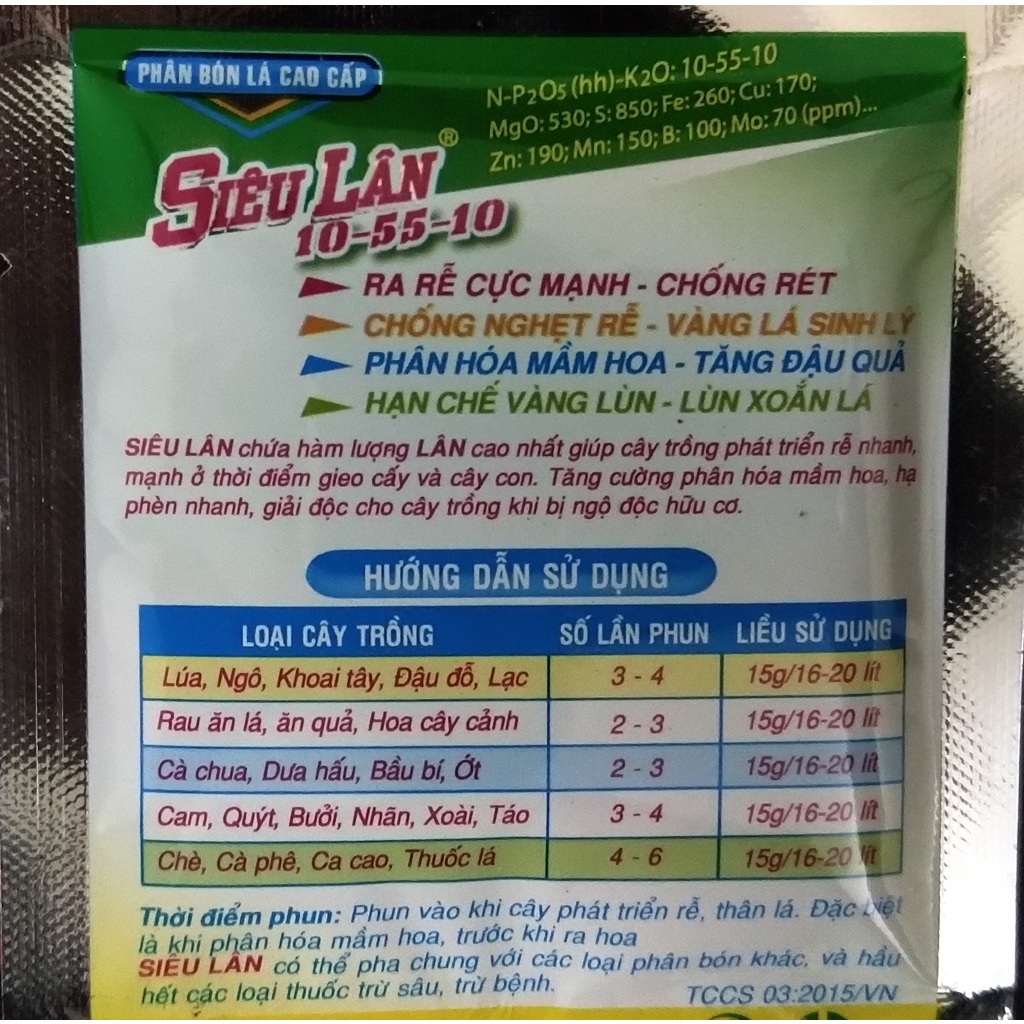 PHÂN BÓN LÁ CAO CẤP
N-P2O5 (hh)-K2O: 10-55-10
MgO: 530; S: 850; Fe: 260; Cu: 170;
Zn: 190; Mn: 150; B: 100; Mo: 70 (ppm)...
SIÊU LÂN®
10-55-10
RA RỄ CỰC MẠNH - CHỐNG RÉT
CHỐNG NGHẸT RỄ - VÀNG LÁ SINH LÝ
PHÂN HÓA MẦM HOA - TĂNG ĐẬU QUẢ
HẠN CHẾ VÀNG LÙN - LÙN XOẮN LÁ
SIÊU LÂN chứa hàm lượng LÂN cao nhất giúp cây trồng phát triển rễ nhanh,
mạnh ở thời điểm gieo cấy và cây con. Tăng cường phân hóa mầm hoa, hạ
phèn nhanh, giải độc cho cây trồng khi bị ngộ độc hữu cơ.
HƯỚNG DẪN SỬ DỤNG
LOẠI CÂY TRỒNG SỐ LẦN PHUN LIỀU SỬ DỤNG
Lúa, Ngô, Khoai tây, Đậu đỗ, Lạc 3 - 4 15g/16-20 lít
Rau ăn lá, ăn quả, Hoa cây cảnh 2 - 3 15g/16-20 lít
Cà chua, Dưa hấu, Bầu bí, Ớt 2 - 3 15g/16-20 lít
Cam, Quýt, Bưởi, Nhãn, Xoài, Táo 3 - 4 15g/16-20 lít
Chè, Cà phê, Ca cao, Thuốc lá 4 - 6 15g/16-20 lít
Thời điểm phun: Phun vào khi cây phát triển rễ, thân lá. Đặc biệt
là khi phân hóa mầm hoa, trước khi ra hoa
SIÊU LÂN có thể pha chung với các loại phân bón khác, và hầu
hết các loại thuốc trừ sâu, trừ bệnh.
TCCS 03:2015/VN